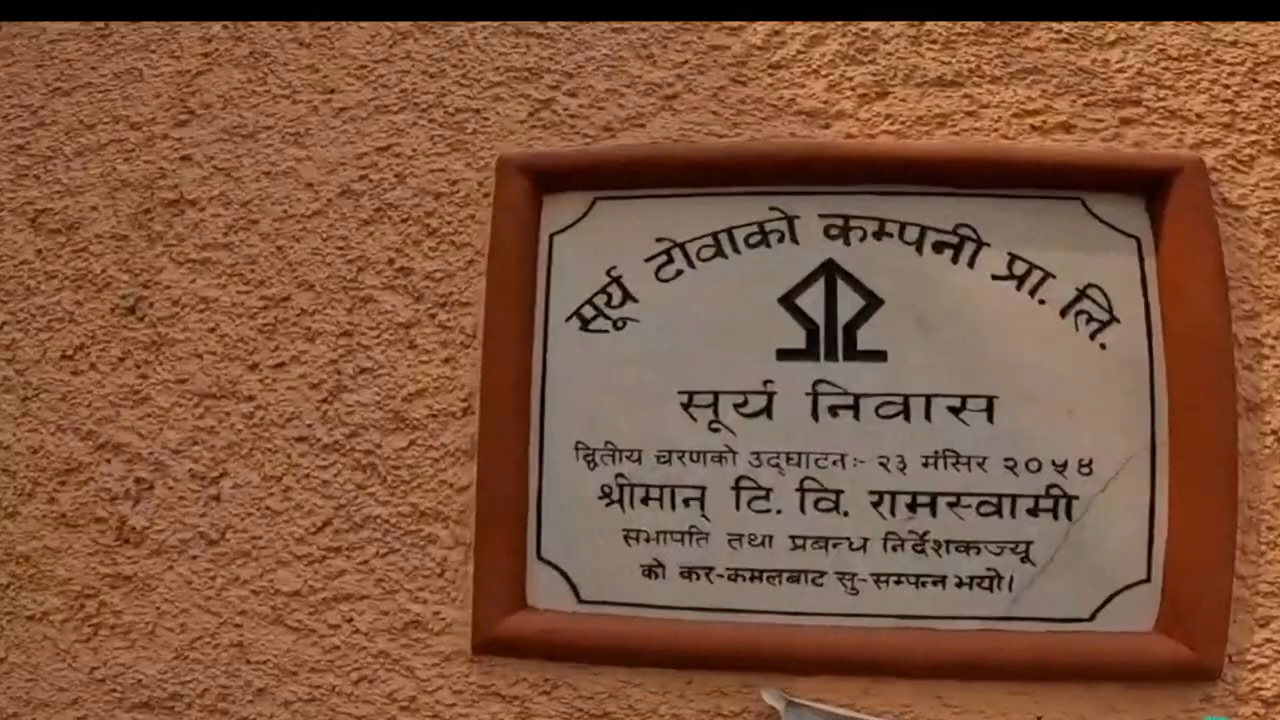 सूर्य टोवाको कम्पनी प्रा. लि.
सूर्य निवास
द्वितीय चरणको उद्घाटनः- २३ मंसिर २०५४
श्रीमान् टि. वि. रामस्वामी
सभापति तथा प्रबन्ध निर्देशकज्यू
को कर-कमलबाट सु-सम्पन्न भयो।